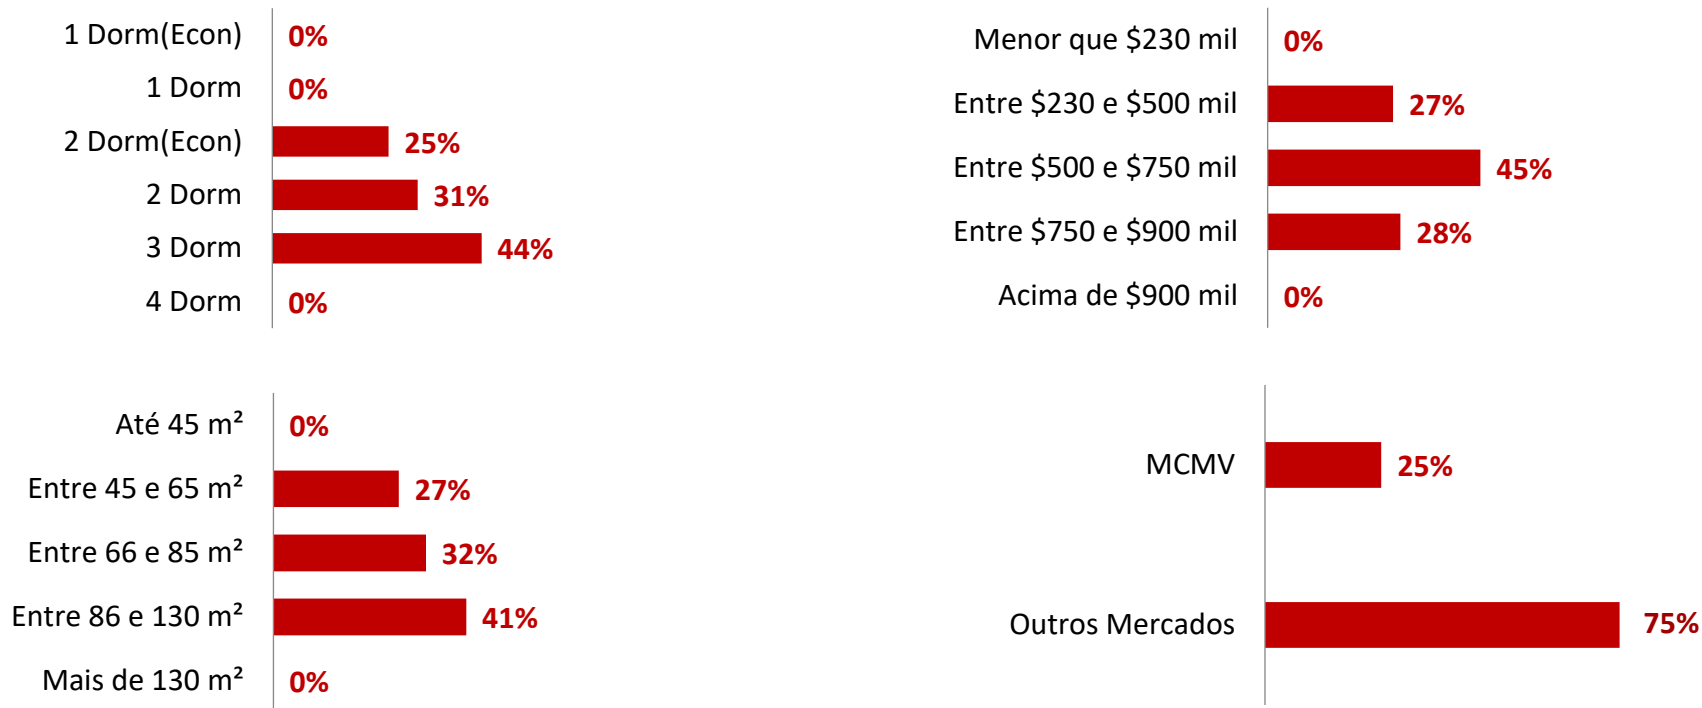 1 Dorm(Econ) 0%
1 Dorm 0%
2 Dorm(Econ) 25%
2 Dorm 31%
3 Dorm 44%
4 Dorm 0%
Menor que $230 mil 0%
Entre $230 e $500 mil 27%
Entre $500 e $750 mil 45%
Entre $750 e $900 mil 28%
Acima de $900 mil 0%
Até 45 m² 0%
Entre 45 e 65 m² 27%
Entre 66 e 85 m² 32%
Entre 86 e 130 m² 41%
Mais de 130 m² 0%
MCMV 25%
Outros Mercados 75%